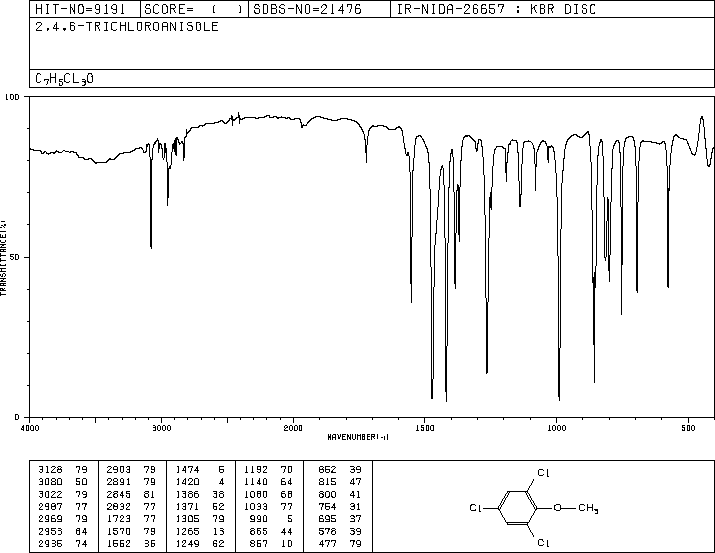 HIT-NO=9191 SCORE= ( ) SDBS-NO=21476 IR-NIDA-26657 : KBR DISC
2,4,6-TRICHLOROANISOLE
C7H5CL3O
100
50
0
TRANSMITTANCE(%)
4000 3000 2000 1500 1000 500
WAVENUMBER(-1)
3128 79 2903 79 1474 5 1192 70 862 39
3080 50 2891 79 1420 4 1140 64 815 47
3022 79 2845 81 1386 38 1080 68 800 41
2987 77 2832 77 1371 52 1033 77 754 31
2969 79 1723 77 1305 79 990 5 695 37
2953 64 1570 79 1265 13 865 44 578 39
2936 74 1552 35 1249 62 857 10 477 79
Cl
Cl O CH3
Cl